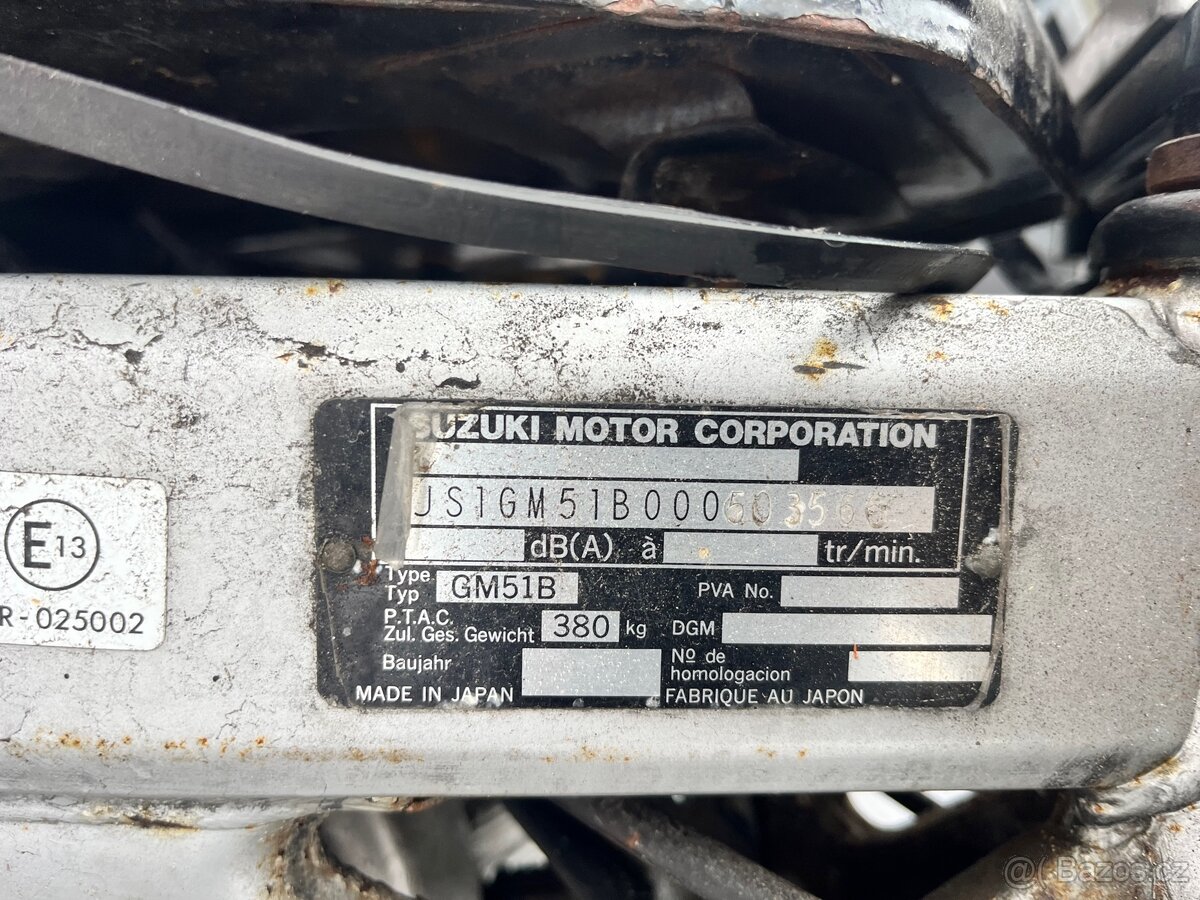 SUZUKI MOTOR CORPORATION
JS1GM51B000503566
dB(A) à tr/min.
Type
Typ GM51B PVA No.
P.T.A.C.
Zul. Ges. Gewicht 380 kg DGM
Baujahr Nº de
homologacion
MADE IN JAPAN FABRIQUE AU JAPON
E13
R-025002
@ Bazos.cz